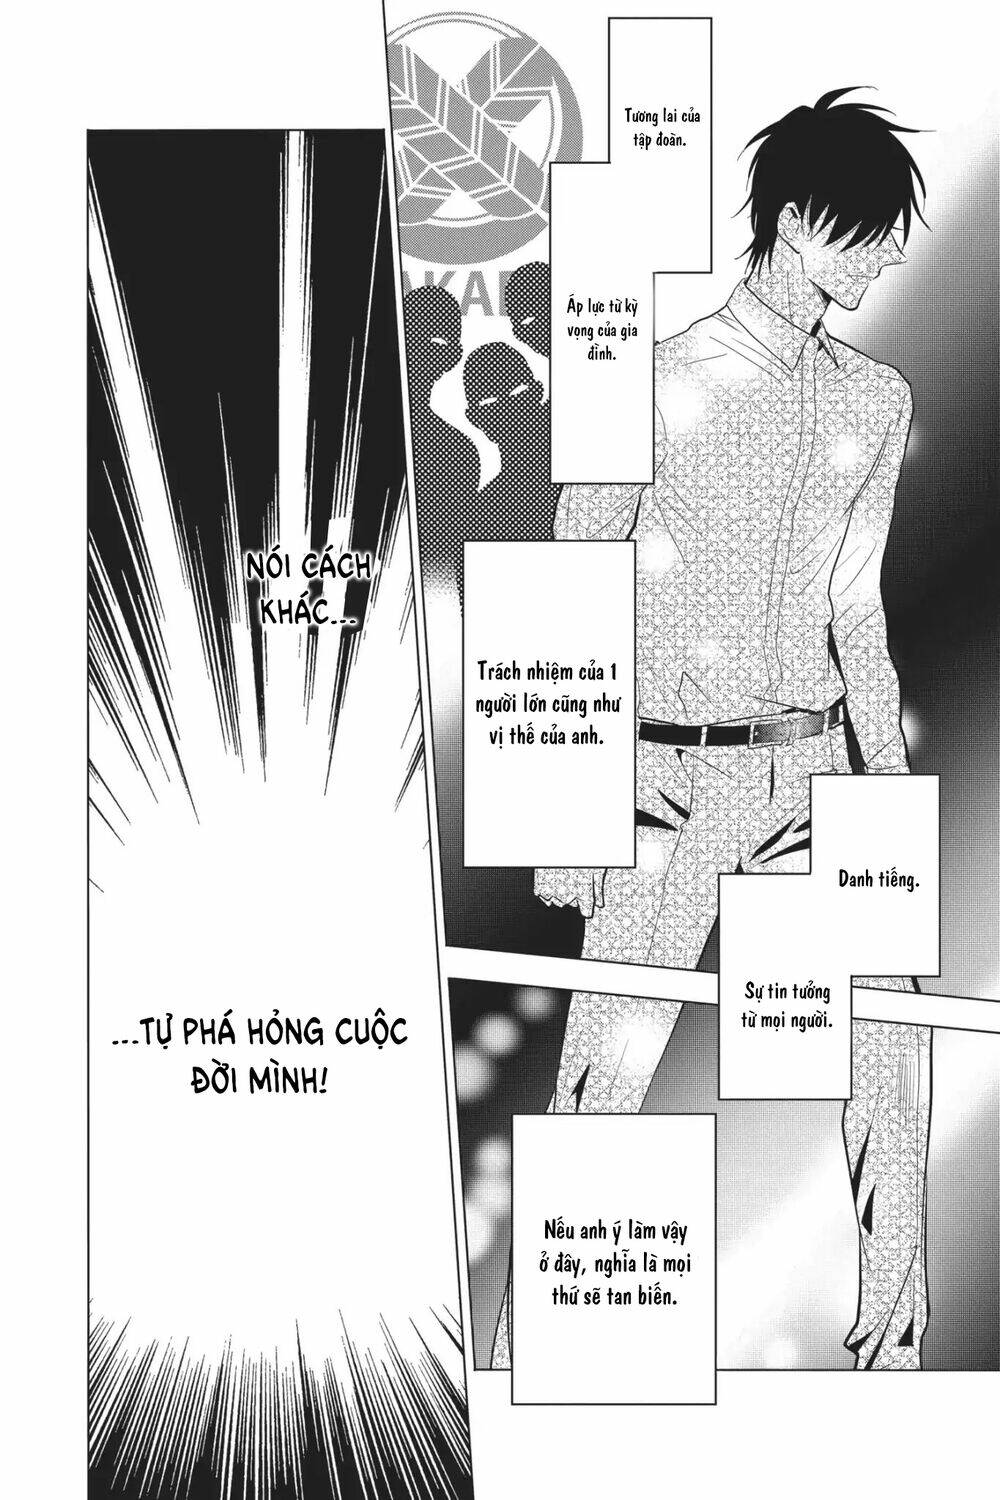 Tương lai của
tập đoàn.
Áp lực từ kỳ
vọng của gia
đình.
Trách nhiệm của 1
người lớn cũng như
vị thế của anh.
Danh tiếng.
Sự tin tưởng
từ mọi người.
Nếu anh ý làm vậy
ở đây, nghĩa là mọi
thứ sẽ tan biến.
NÓI CÁCH
KHÁC...
...TỰ PHÁ HỎNG CUỘC
ĐỜI MÌNH!